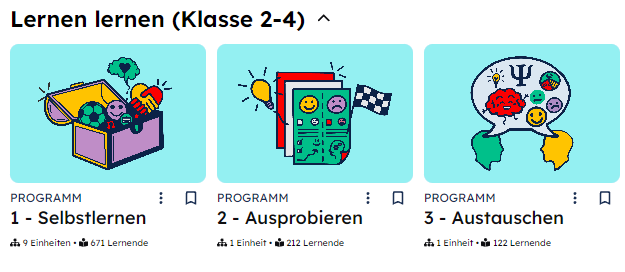 Lernen lernen (Klasse 2-4)
PROGRAMM
1 - Selbstlernen
9 Einheiten • 671 Lernende
PROGRAMM
2 - Ausprobieren
1 Einheit • 212 Lernende
Ψ
PROGRAMM
3 - Austauschen
1 Einheit • 122 Lernende